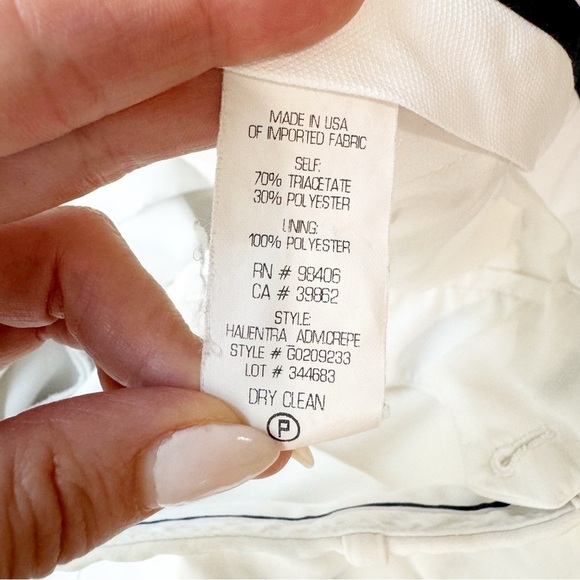 MADE IN USA
OF IMPORTED FABRIC
SELF:
70% TRIACETATE
30% POLYESTER
LINING:
100% POLYESTER
RN # 98406
CA # 39862
STYLE:
HALIENTRA_ADM.CREPE
STYLE # G0209233
LOT # 344683
DRY CLEAN
P